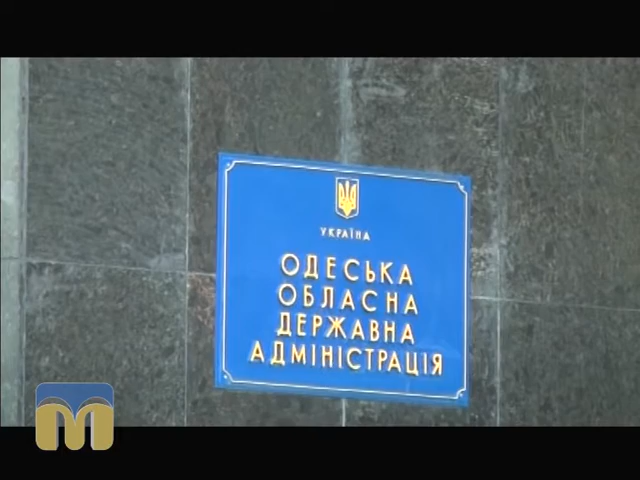 УКРАЇНА
ОДЕСЬКА
ОБЛАСНА
ДЕРЖАВНА
АДМІНІСТРАЦІЯ
М